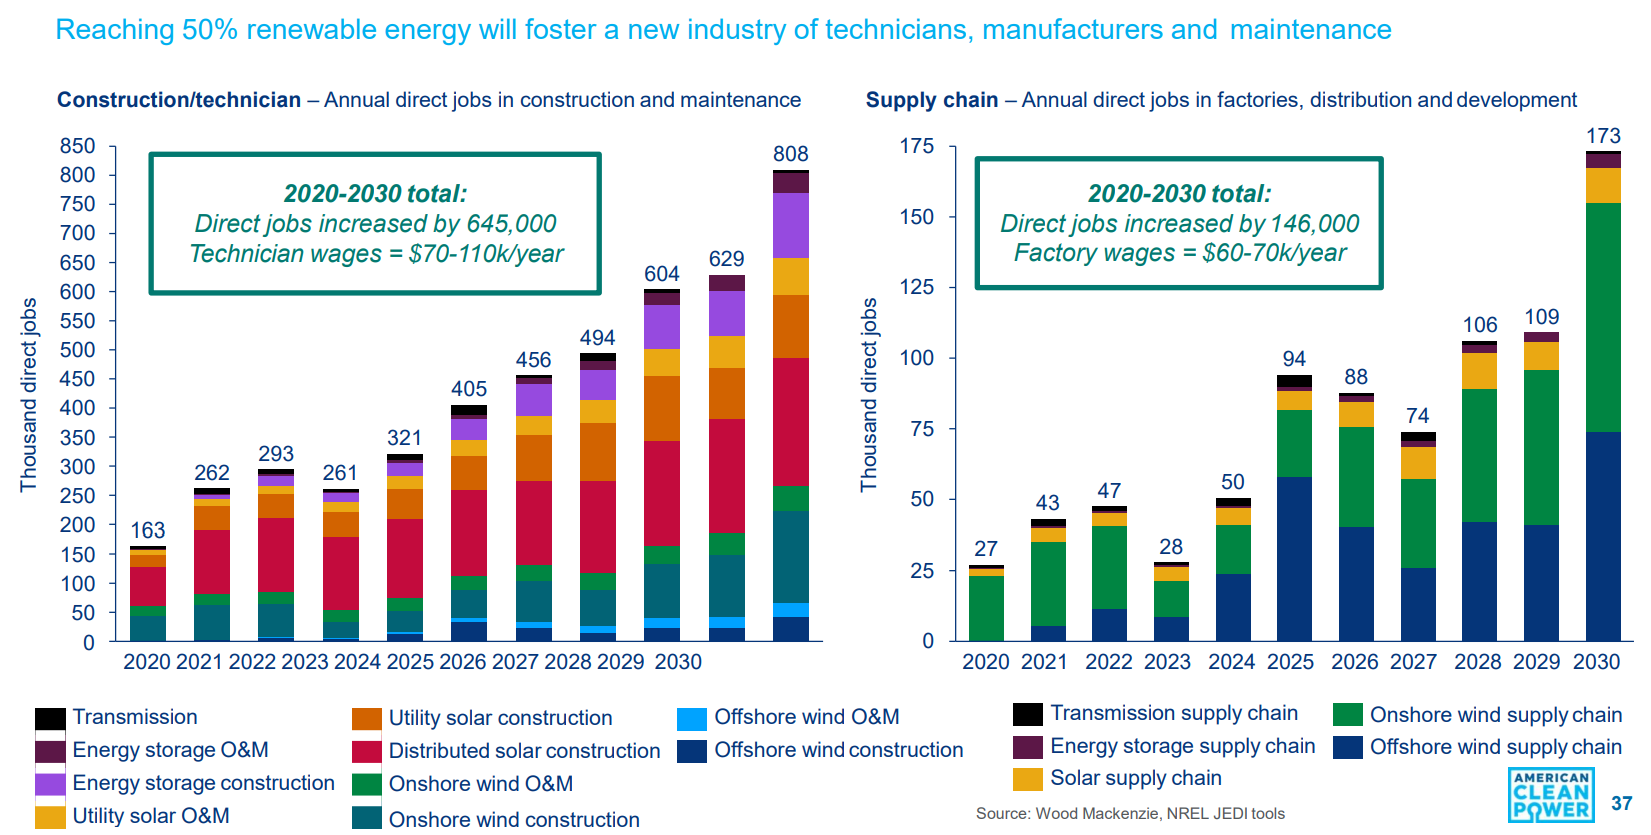 Reaching 50% renewable energy will foster a new industry of technicians, manufacturers and maintenance
Construction/technician – Annual direct jobs in construction and maintenance
Thousand direct jobs
850
800
750
700
650
600
550
500
450
400
350
300
250
200
150
100
50
0
2020-2030 total:
Direct jobs increased by 645,000
Technician wages = $70-110k/year
163
262
293
261
321
405
456
494
604
629
808
2020 2021 2022 2023 2024 2025 2026 2027 2028 2029 2030
Transmission
Energy storage O&M
Energy storage construction
Utility solar O&M
Utility solar construction
Distributed solar construction
Onshore wind O&M
Onshore wind construction
Offshore wind O&M
Offshore wind construction
Supply chain – Annual direct jobs in factories, distribution and development
Thousand direct jobs
175
150
125
100
75
50
25
0
2020-2030 total:
Direct jobs increased by 146,000
Factory wages = $60-70k/year
27
43
47
28
50
94
88
74
106
109
173
2020 2021 2022 2023 2024 2025 2026 2027 2028 2029 2030
Transmission supply chain
Energy storage supply chain
Solar supply chain
Onshore wind supply chain
Offshore wind supply chain
Source: Wood Mackenzie, NREL JEDI tools
AMERICAN
CLEAN
POWER
37